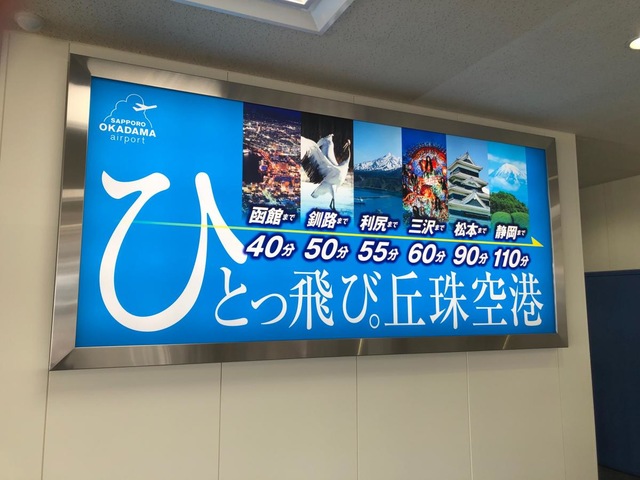 SAPPORO
OKADAMA
airport
函館まで 釧路まで 利尻まで 三沢まで 松本まで 静岡まで
40分 50分 55分 60分 90分 110分
ひとっ飛び。丘珠空港